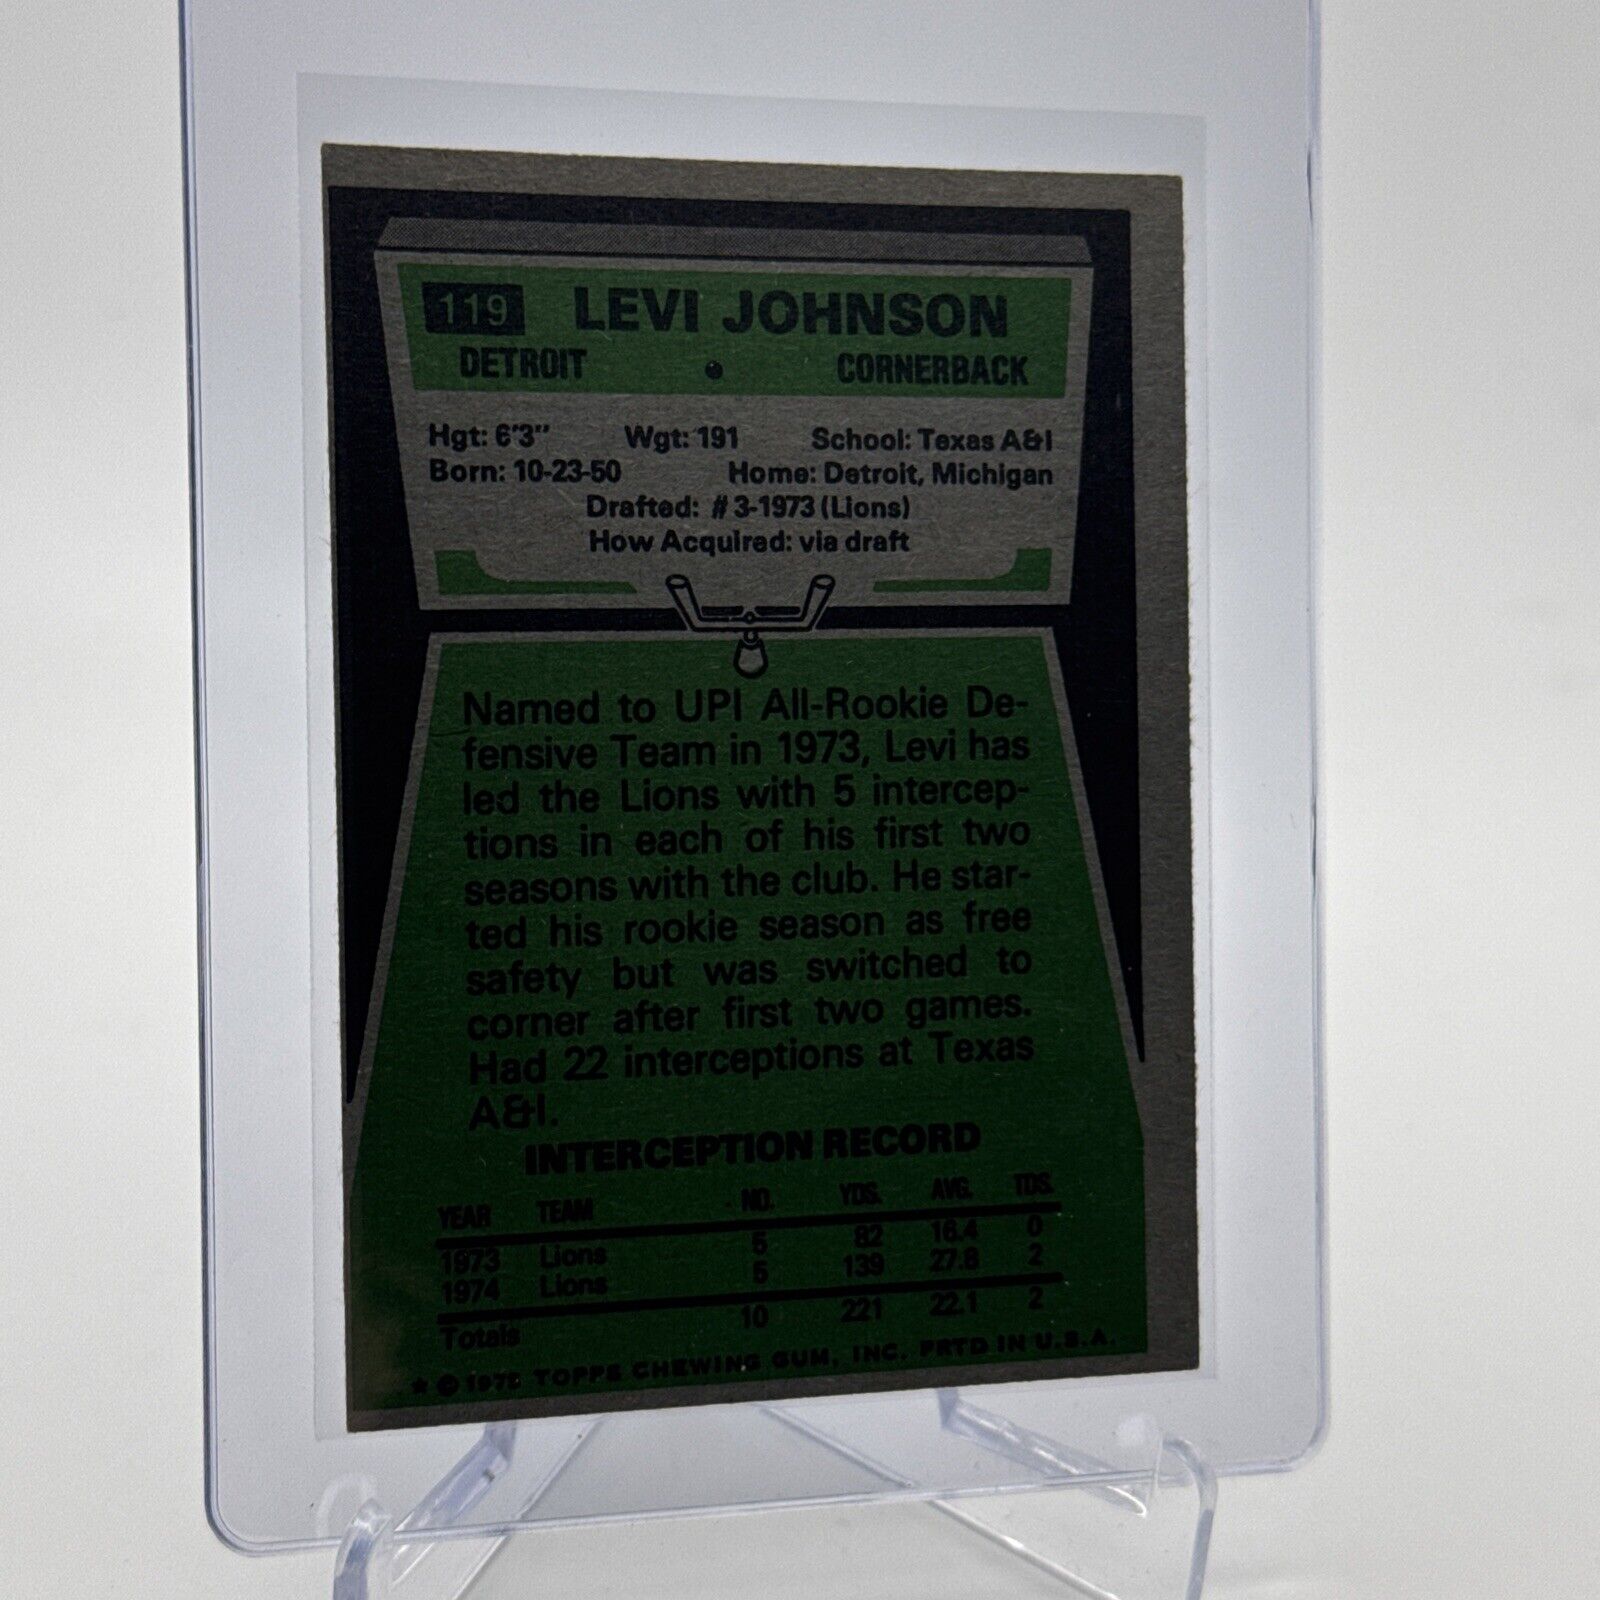 119 LEVI JOHNSON
DETROIT • CORNERBACK
Hgt: 6'3" Wgt: 191 School: Texas A&I
Born: 10-23-50 Home: Detroit, Michigan
Drafted: #3-1973 (Lions)
How Acquired: via draft
Named to UPI All-Rookie De-
fensive Team in 1973, Levi has
led the Lions with 5 intercep-
tions in each of his first two
seasons with the club. He star-
ted his rookie season as free
safety but was switched to
corner after first two games.
Had 22 interceptions at Texas
A&I.
INTERCEPTION RECORD
YEAR TEAM NO. YDS. AVG. TDS.
1973 Lions 5 82 16.4 0
1974 Lions 5 139 27.8 2
Totals 10 221 22.1 2
★ © 1975 TOPPS CHEWING GUM, INC. PRTD IN U.S.A.